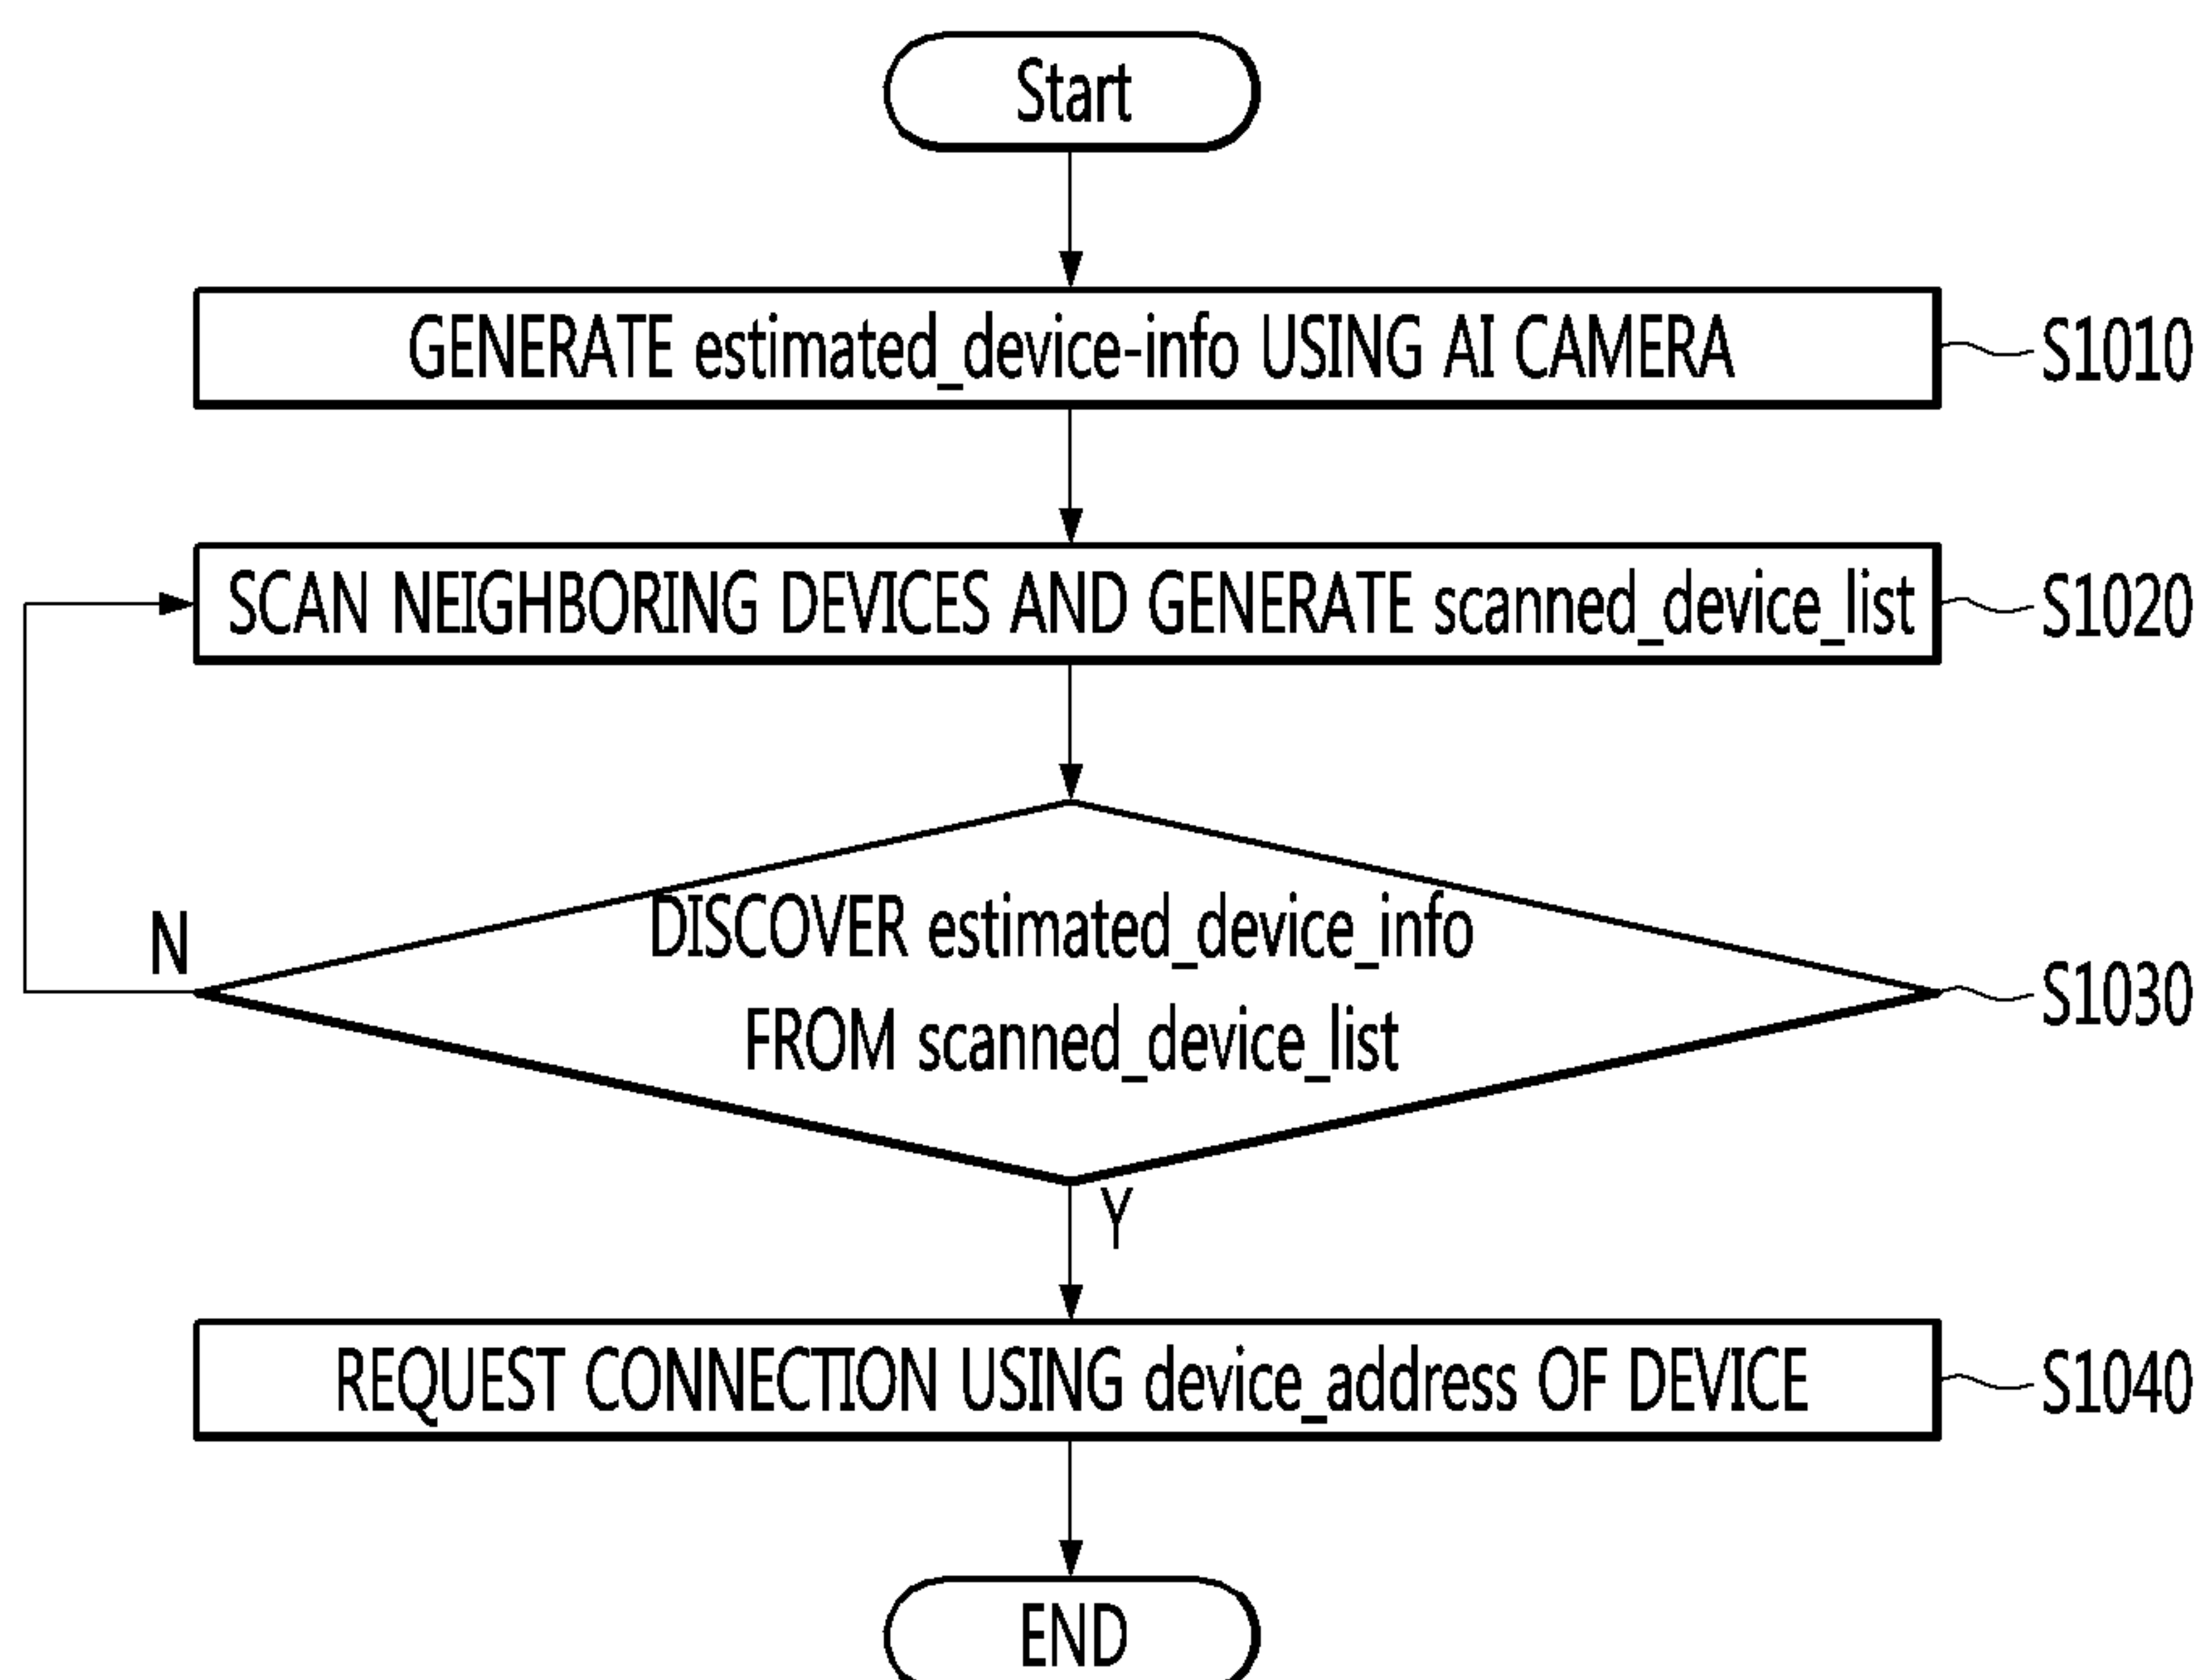 Start
GENERATE estimated_device-info USING AI CAMERA
S1010
SCAN NEIGHBORING DEVICES AND GENERATE scanned_device_list
S1020
DISCOVER estimated_device_info
FROM scanned_device_list
N
S1030
Y
REQUEST CONNECTION USING device_address OF DEVICE
S1040
END